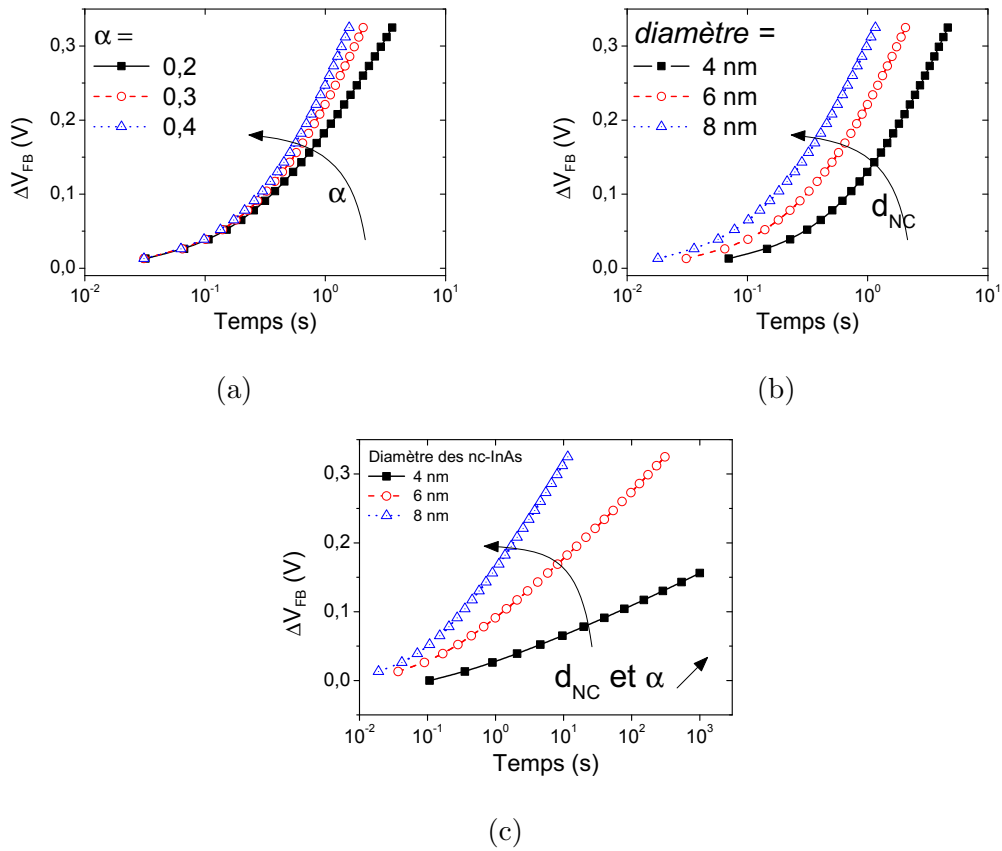 0,3
0,2
0,1
0,0
ΔV_FB (V)
α =
0,2
0,3
0,4
α
10^-2 10^-1 10^0 10^1
Temps (s)
(a)
0,3
0,2
0,1
0,0
ΔV_FB (V)
diamètre =
4 nm
6 nm
8 nm
d_NC
10^-2 10^-1 10^0 10^1
Temps (s)
(b)
0,3
0,2
0,1
0,0
ΔV_FB (V)
Diamètre des nc-InAs
4 nm
6 nm
8 nm
d_NC et α
10^-2 10^-1 10^0 10^1 10^2 10^3
Temps (s)
(c)